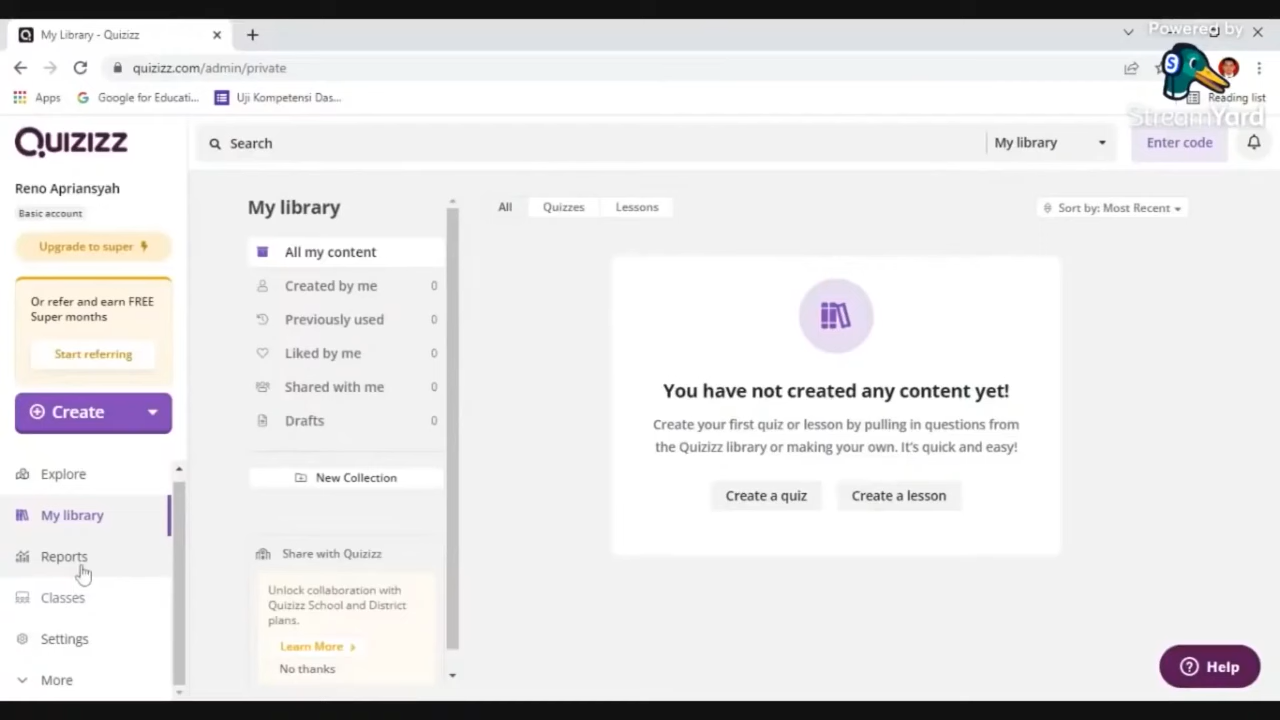 My Library - Quizizz
Powered by
quizizz.com/admin/private
Apps
Google for Educati...
Uji Kompetensi Das...
Reading list
StreamYard
QUIZIZZ
Search
My library
Enter code
Reno Apriansyah
Basic account
Upgrade to super
Or refer and earn FREE
Super months
Start referring
Create
Explore
My library
Reports
Classes
Settings
More
My library
All my content
Created by me 0
Previously used 0
Liked by me 0
Shared with me 0
Drafts 0
New Collection
Share with Quizizz
Unlock collaboration with
Quizizz School and District
plans.
Learn More >
No thanks
All
Quizzes
Lessons
Sort by: Most Recent
You have not created any content yet!
Create your first quiz or lesson by pulling in questions from
the Quizizz library or making your own. It's quick and easy!
Create a quiz
Create a lesson
Help